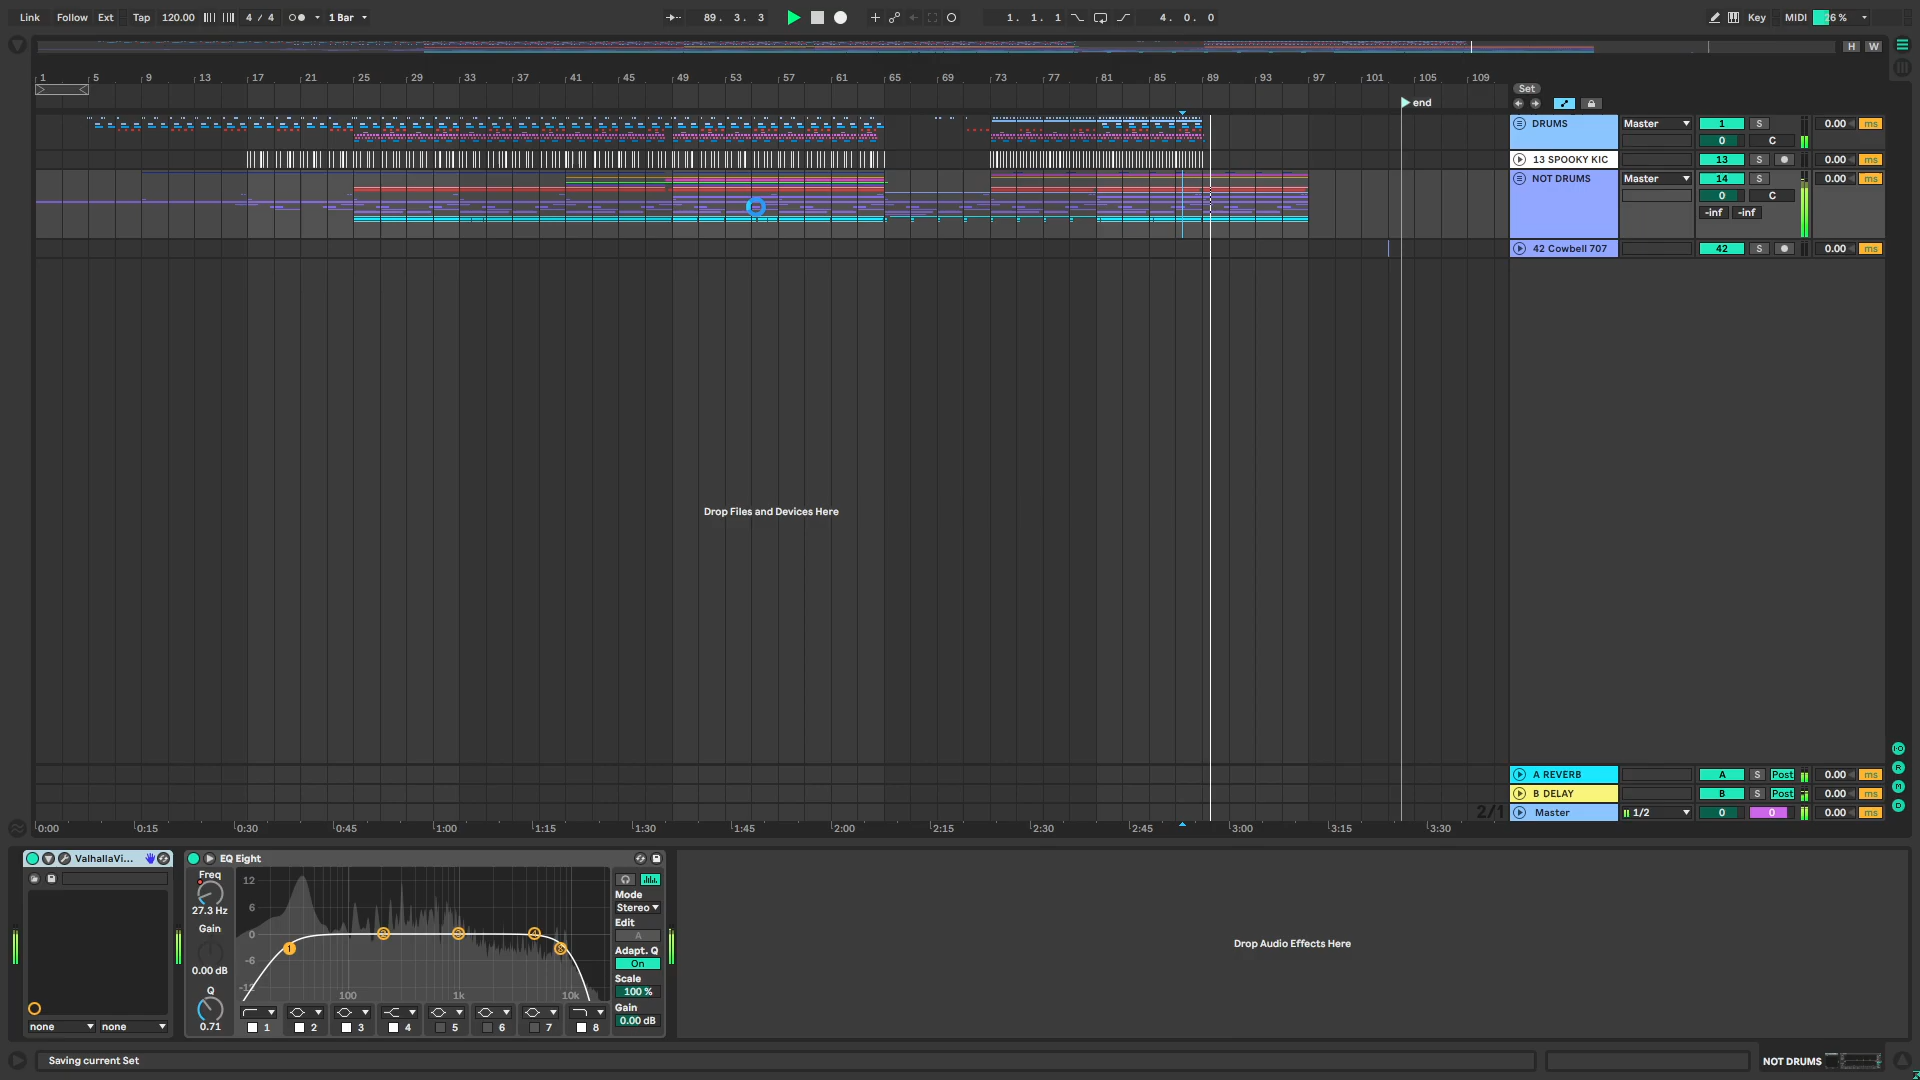 Link Follow Ext Tap 120.00 4 / 4 1 Bar 89. 3. 3 1. 1. 1 4. 0. 0 Key MIDI 26 %
H W
1 5 9 13 17 21 25 29 33 37 41 45 49 53 57 61 65 69 73 77 81 85 89 93 97 101 105 109
Set
end
DRUMS Master 1 S 0.00 ms
0 C
13 SPOOKY KIC 13 S 0.00 ms
NOT DRUMS Master 14 S 0.00 ms
0 C
-inf -inf
42 Cowbell 707 42 S 0.00 ms
Drop Files and Devices Here
A REVERB A S Post 0.00 ms
B DELAY B S Post 0.00 ms
2/1 Master 1/2 0 0 0.00 ms
0:00 0:15 0:30 0:45 1:00 1:15 1:30 1:45 2:00 2:15 2:30 2:45 3:00 3:15 3:30
ValhallaVi... EQ Eight
Freq
27.3 Hz
Gain
0.00 dB
Q
0.71
12
6
0
-6
-12
100 1k 10k
1 2 3 4 5 6 7 8
Mode
Stereo
Edit
A
Adapt. Q
On
Scale
100 %
Gain
0.00 dB
none none
Drop Audio Effects Here
Saving current Set
NOT DRUMS